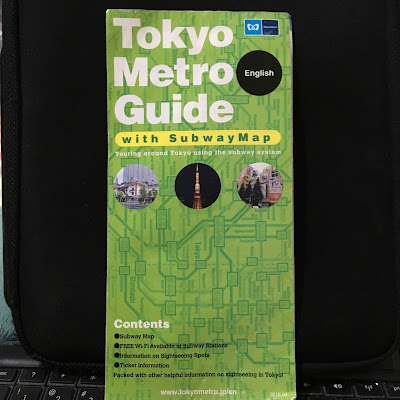 Tokyo
Metro
Guide
English
with SubwayMap
Touring around Tokyo using the subway system
Contents
●Subway Map
●FREE Wi-Fi Available at Subway Stations
●Information on Sightseeing Spots
●Ticket Information
Packed with other helpful information on sightseeing in Tokyo!
www.tokyometro.jp/en